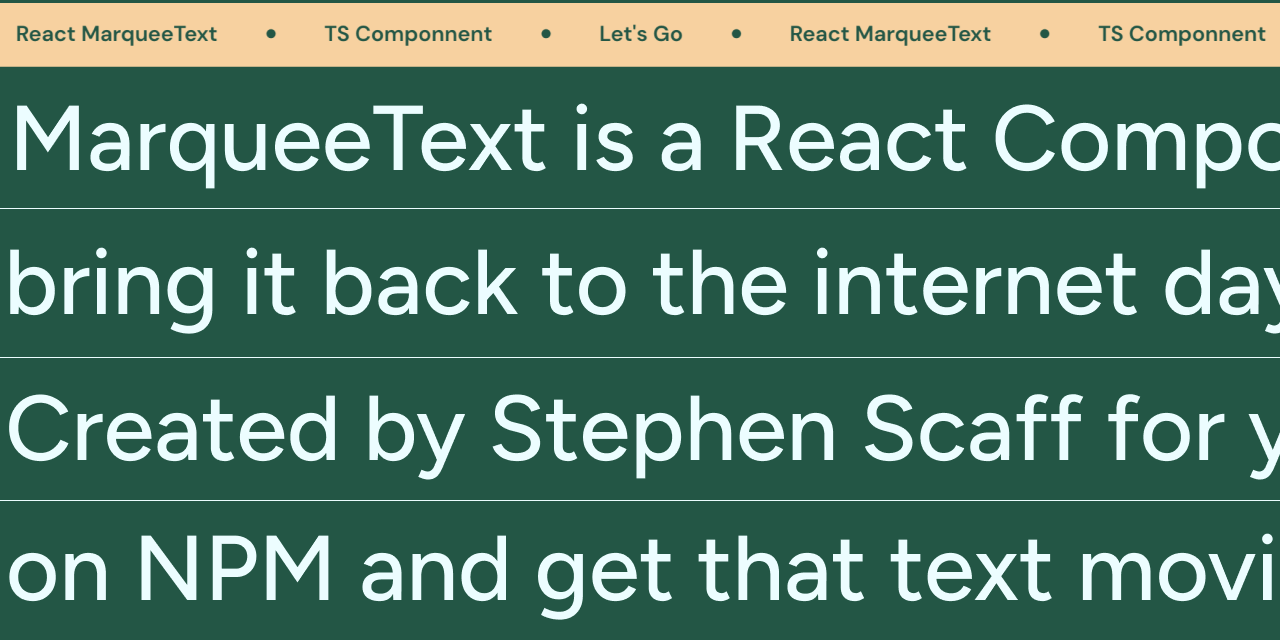 React MarqueeText • TS Componnent • Let's Go • React MarqueeText • TS Componnent
MarqueeText is a React Compo
bring it back to the internet day
Created by Stephen Scaff for y
on NPM and get that text movi